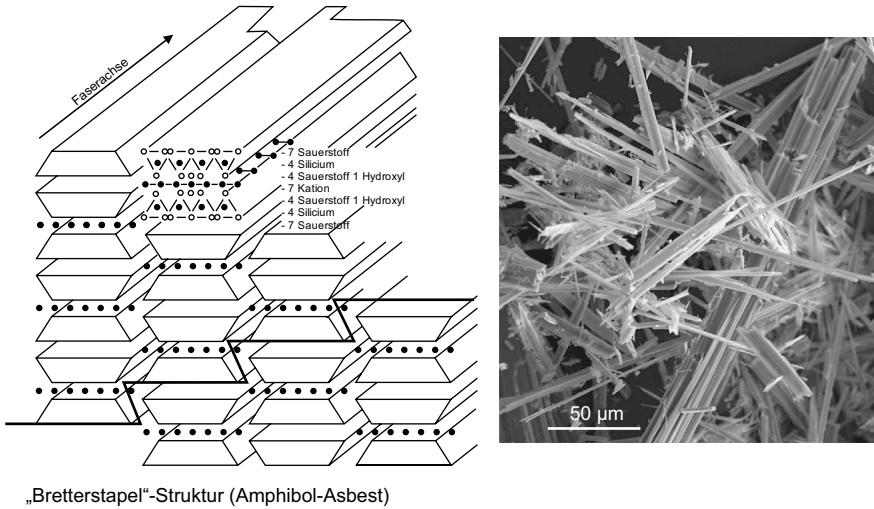 Faserachse
- 7 Sauerstoff
- 4 Silicium
- 4 Sauerstoff 1 Hydroxyl
- 7 Kation
- 4 Sauerstoff 1 Hydroxyl
- 4 Silicium
- 7 Sauerstoff
50 µm
„Bretterstapel“-Struktur (Amphibol-Asbest)